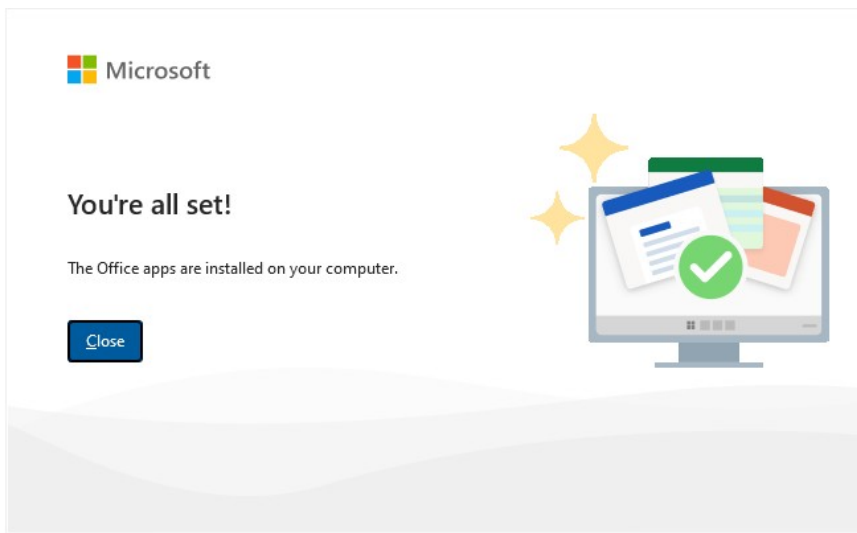 Microsoft
You're all set!
The Office apps are installed on your computer.
Close